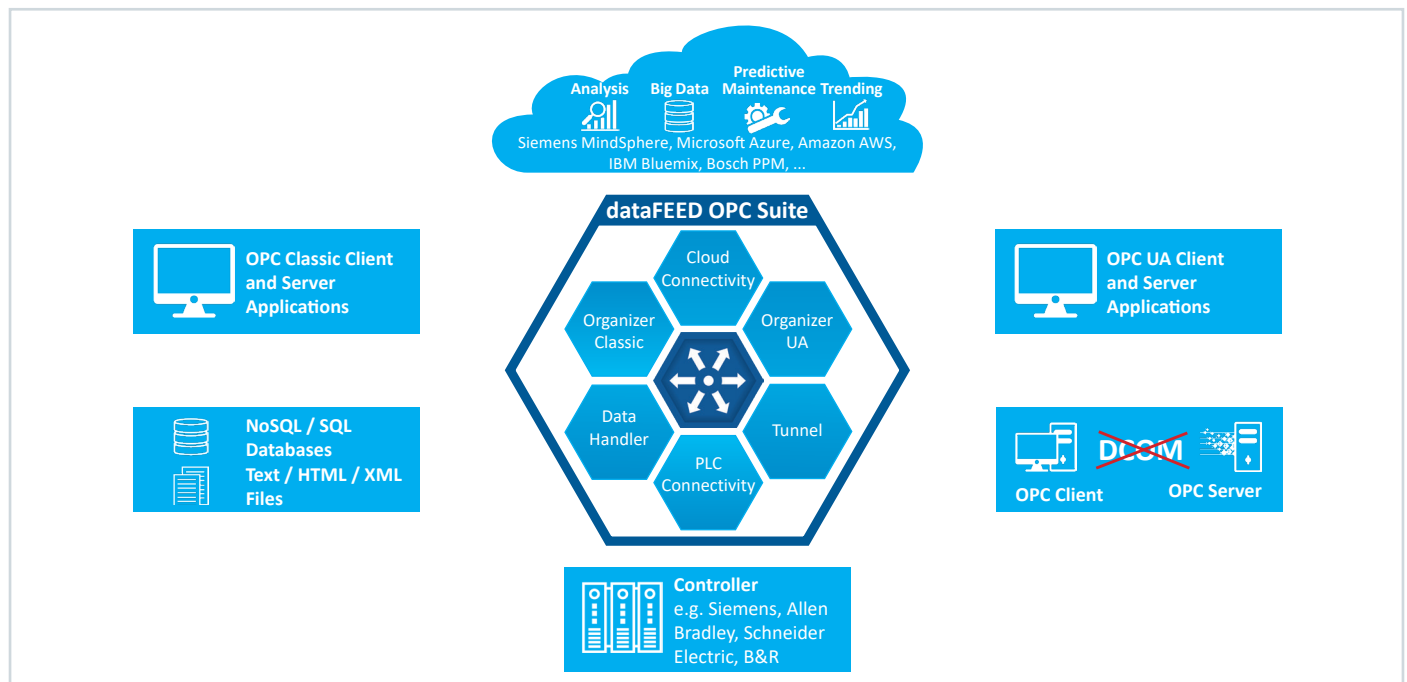 Predictive
Analysis Big Data Maintenance Trending
Siemens MindSphere, Microsoft Azure, Amazon AWS,
IBM Bluemix, Bosch PPM, ...
dataFEED OPC Suite
Cloud
Connectivity
Organizer
Classic
Organizer
UA
Data
Handler
Tunnel
PLC
Connectivity
OPC Classic Client
and Server
Applications
OPC UA Client
and Server
Applications
NoSQL / SQL
Databases
Text / HTML / XML
Files
DCOM
OPC Client
OPC Server
Controller
e.g. Siemens, Allen
Bradley, Schneider
Electric, B&R